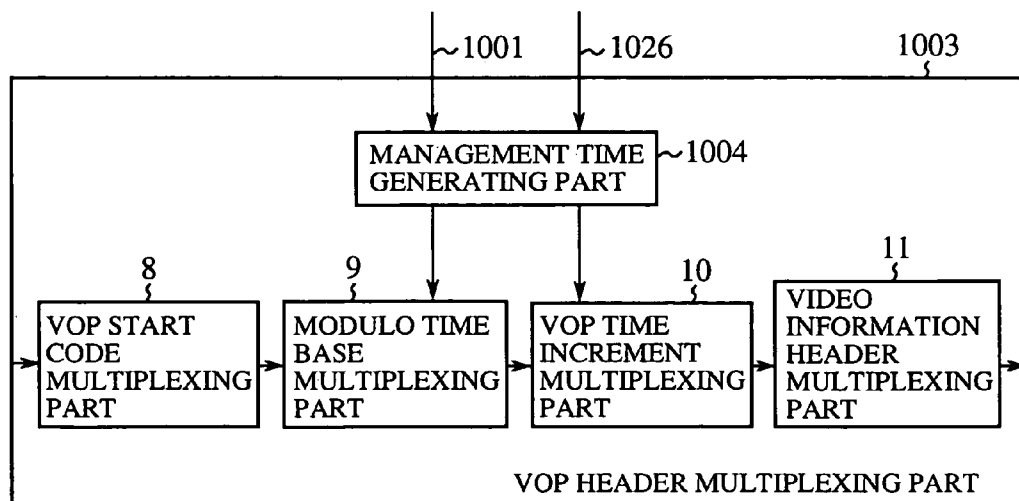 1001
1026
1003
MANAGEMENT TIME
GENERATING PART
1004
8
9
10
11
VOP START
CODE
MULTIPLEXING
PART
MODULO TIME
BASE
MULTIPLEXING
PART
VOP TIME
INCREMENT
MULTIPLEXING
PART
VIDEO
INFORMATION
HEADER
MULTIPLEXING
PART
VOP HEADER MULTIPLEXING PART